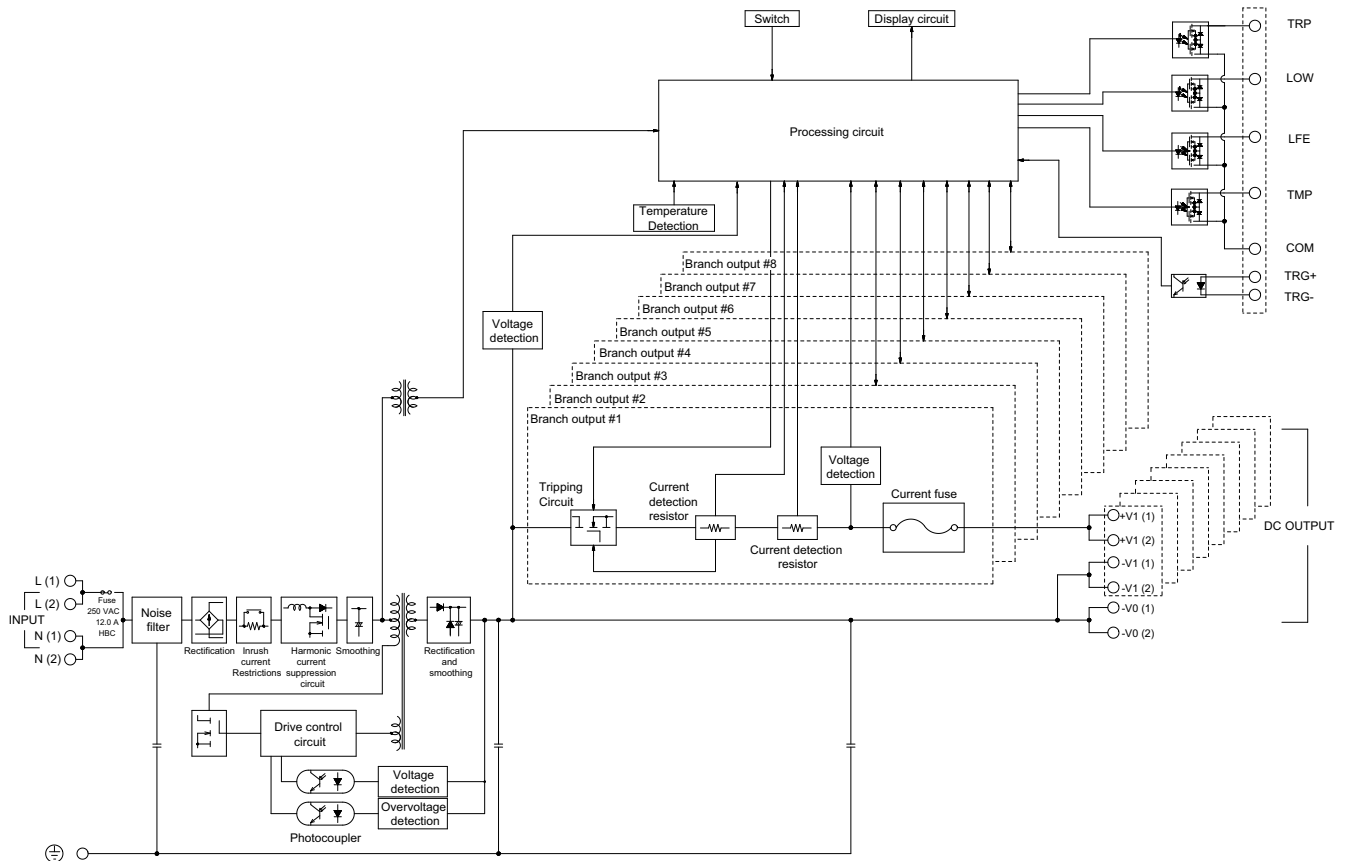 Switch
Display circuit
TRP
LOW
Processing circuit
LFE
TMP
Temperature
Detection
COM
Branch output #8
TRG+
Branch output #7
TRG-
Branch output #6
Voltage
detection
Branch output #5
Branch output #4
Branch output #3
Branch output #2
Branch output #1
Voltage
detection
Tripping
Circuit
Current
detection
resistor
Current fuse
+V1 (1)
DC OUTPUT
+V1 (2)
Current detection
resistor
-V1 (1)
-V1 (2)
-V0 (1)
-V0 (2)
L (1)
L (2)
INPUT
N (1)
N (2)
Fuse
250 VAC
12.0 A
HBC
Noise
filter
Rectification
Inrush
current
Restrictions
Harmonic
current
suppression
circuit
Smoothing
Rectification
and
smoothing
Drive control
circuit
Voltage
detection
Overvoltage
detection
Photocoupler